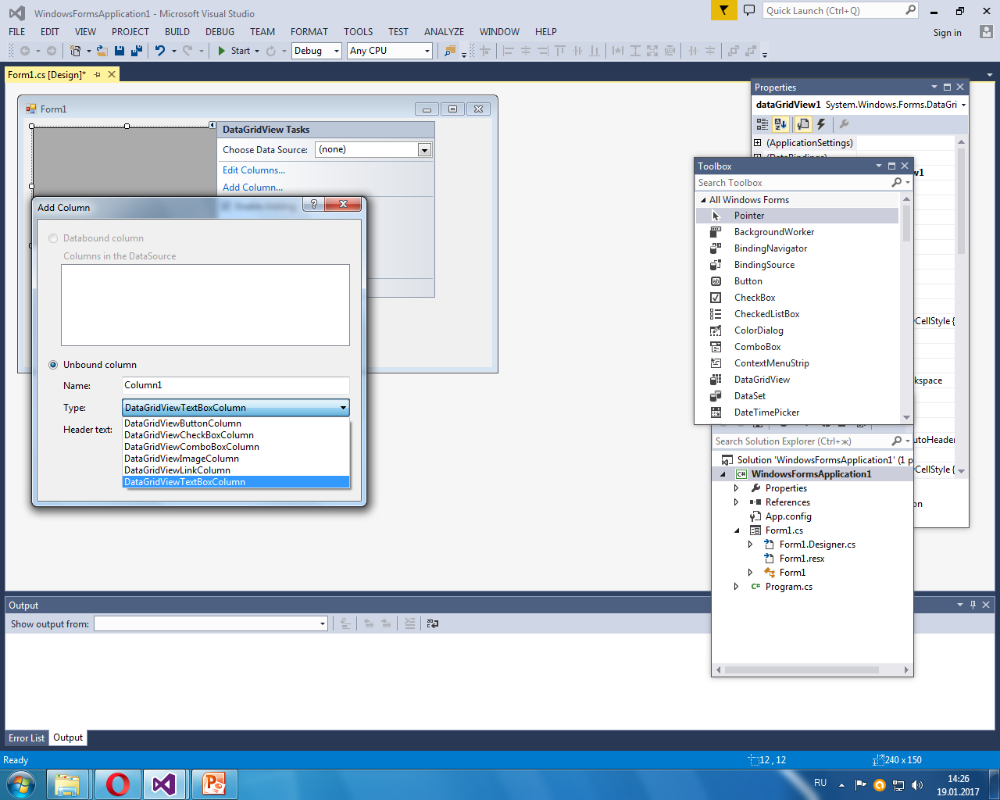 WindowsFormsApplication1 - Microsoft Visual Studio
Quick Launch (Ctrl+Q)
FILE EDIT VIEW PROJECT BUILD DEBUG TEAM FORMAT TOOLS TEST ANALYZE WINDOW HELP
Sign in
Start Debug Any CPU
Form1.cs [Design]*
Form1
DataGridView Tasks
Choose Data Source: (none)
Edit Columns...
Add Column...
Add Column
Databound column
Columns in the DataSource
Unbound column
Name: Column1
Type: DataGridViewTextBoxColumn
DataGridViewButtonColumn
DataGridViewCheckBoxColumn
DataGridViewComboBoxColumn
DataGridViewImageColumn
DataGridViewLinkColumn
DataGridViewTextBoxColumn
Header text:
Properties
dataGridView1 System.Windows.Forms.DataGri
(ApplicationSettings)
(DataBindings)
Toolbox
Search Toolbox
All Windows Forms
Pointer
BackgroundWorker
BindingNavigator
BindingSource
Button
CheckBox
CheckedListBox
ColorDialog
ComboBox
ContextMenuStrip
DataGridView
DataSet
DateTimePicker
w1
CellStyle {
kspace
utoHeader
CellStyle {
on
Search Solution Explorer (Ctrl+ж)
Solution 'WindowsFormsApplication1' (1 p
WindowsFormsApplication1
Properties
References
App.config
Form1.cs
Form1.Designer.cs
Form1.resx
Form1
Program.cs
Output
Show output from:
Error List Output
Ready
12 , 12
240 x 150
RU
14:26
19.01.2017